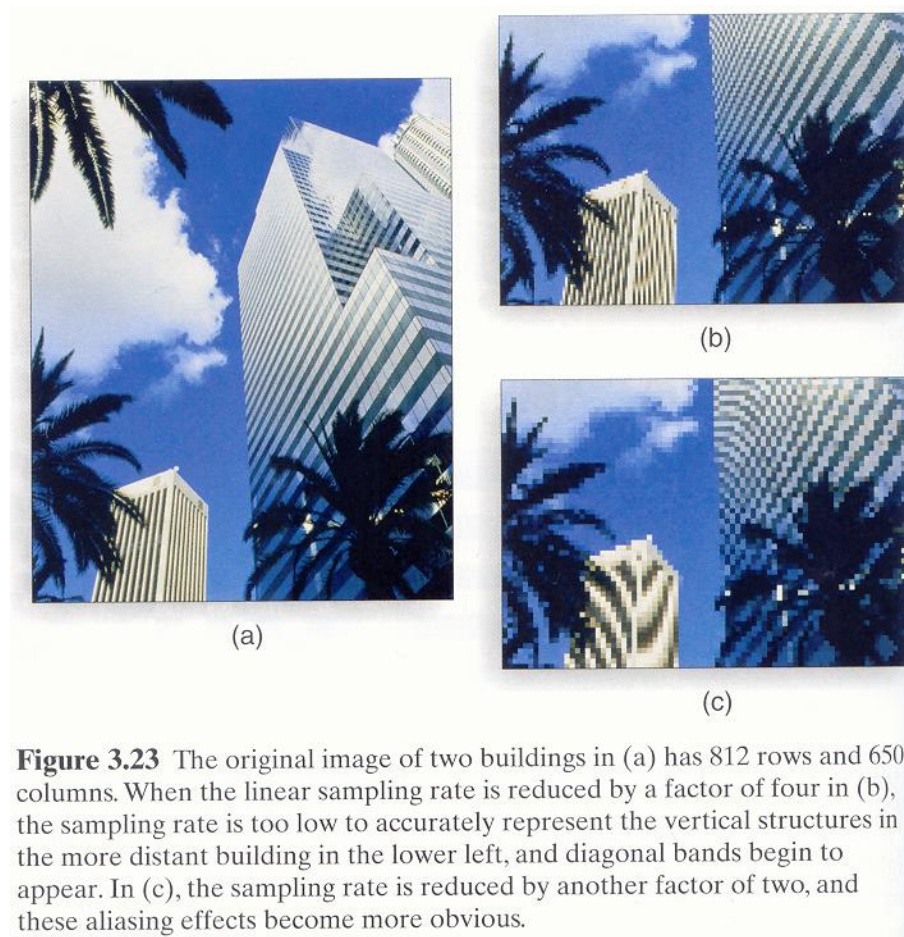 (a)
(b)
(c)
Figure 3.23 The original image of two buildings in (a) has 812 rows and 650
columns. When the linear sampling rate is reduced by a factor of four in (b),
the sampling rate is too low to accurately represent the vertical structures in
the more distant building in the lower left, and diagonal bands begin to
appear. In (c), the sampling rate is reduced by another factor of two, and
these aliasing effects become more obvious.